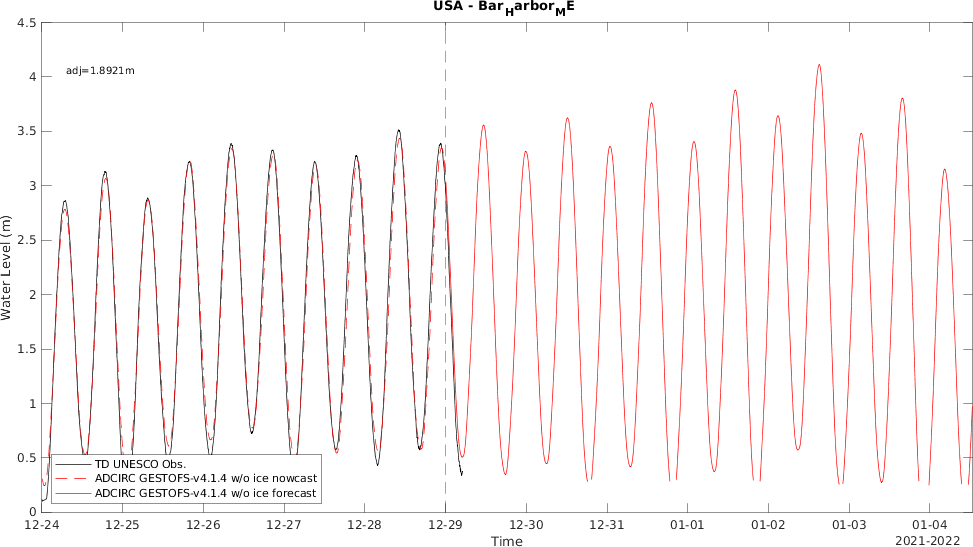 USA - Bar_Harbor_ME
4.5
4
adj=1.8921m
3.5
3
2.5
2
1.5
1
0.5
0
Water Level (m)
TD UNESCO Obs.
ADCIRC GESTOFS-v4.1.4 w/o ice nowcast
ADCIRC GESTOFS-v4.1.4 w/o ice forecast
12-24 12-25 12-26 12-27 12-28 12-29 12-30 12-31 01-01 01-02 01-03 01-04
Time
2021-2022